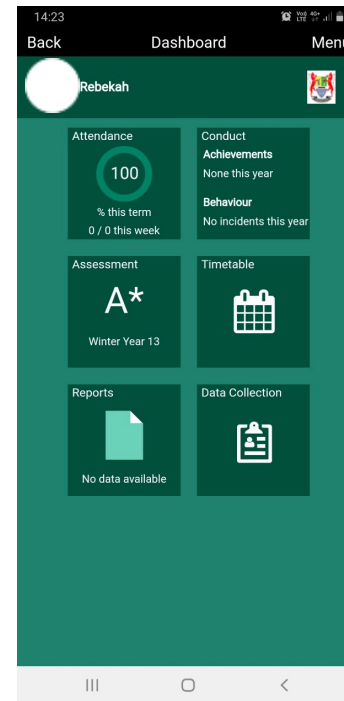 14:23
Back Dashboard Menu
Rebekah
Attendance
100
% this term
0 / 0 this week
Conduct
Achievements
None this year
Behaviour
No incidents this year
Assessment
A*
Winter Year 13
Timetable
Reports
No data available
Data Collection